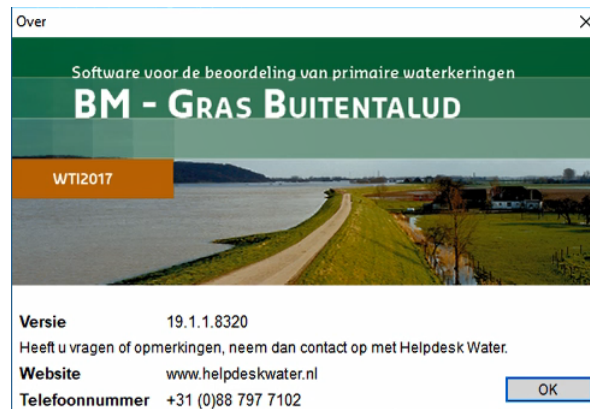 Over
Software voor de beoordeling van primaire waterkeringen
BM - GRAS BUITENTALUD
WTI2017
Versie 19.1.1.8320
Heeft u vragen of opmerkingen, neem dan contact op met Helpdesk Water.
Website www.helpdeskwater.nl
OK
Telefoonnummer +31 (0)88 797 7102